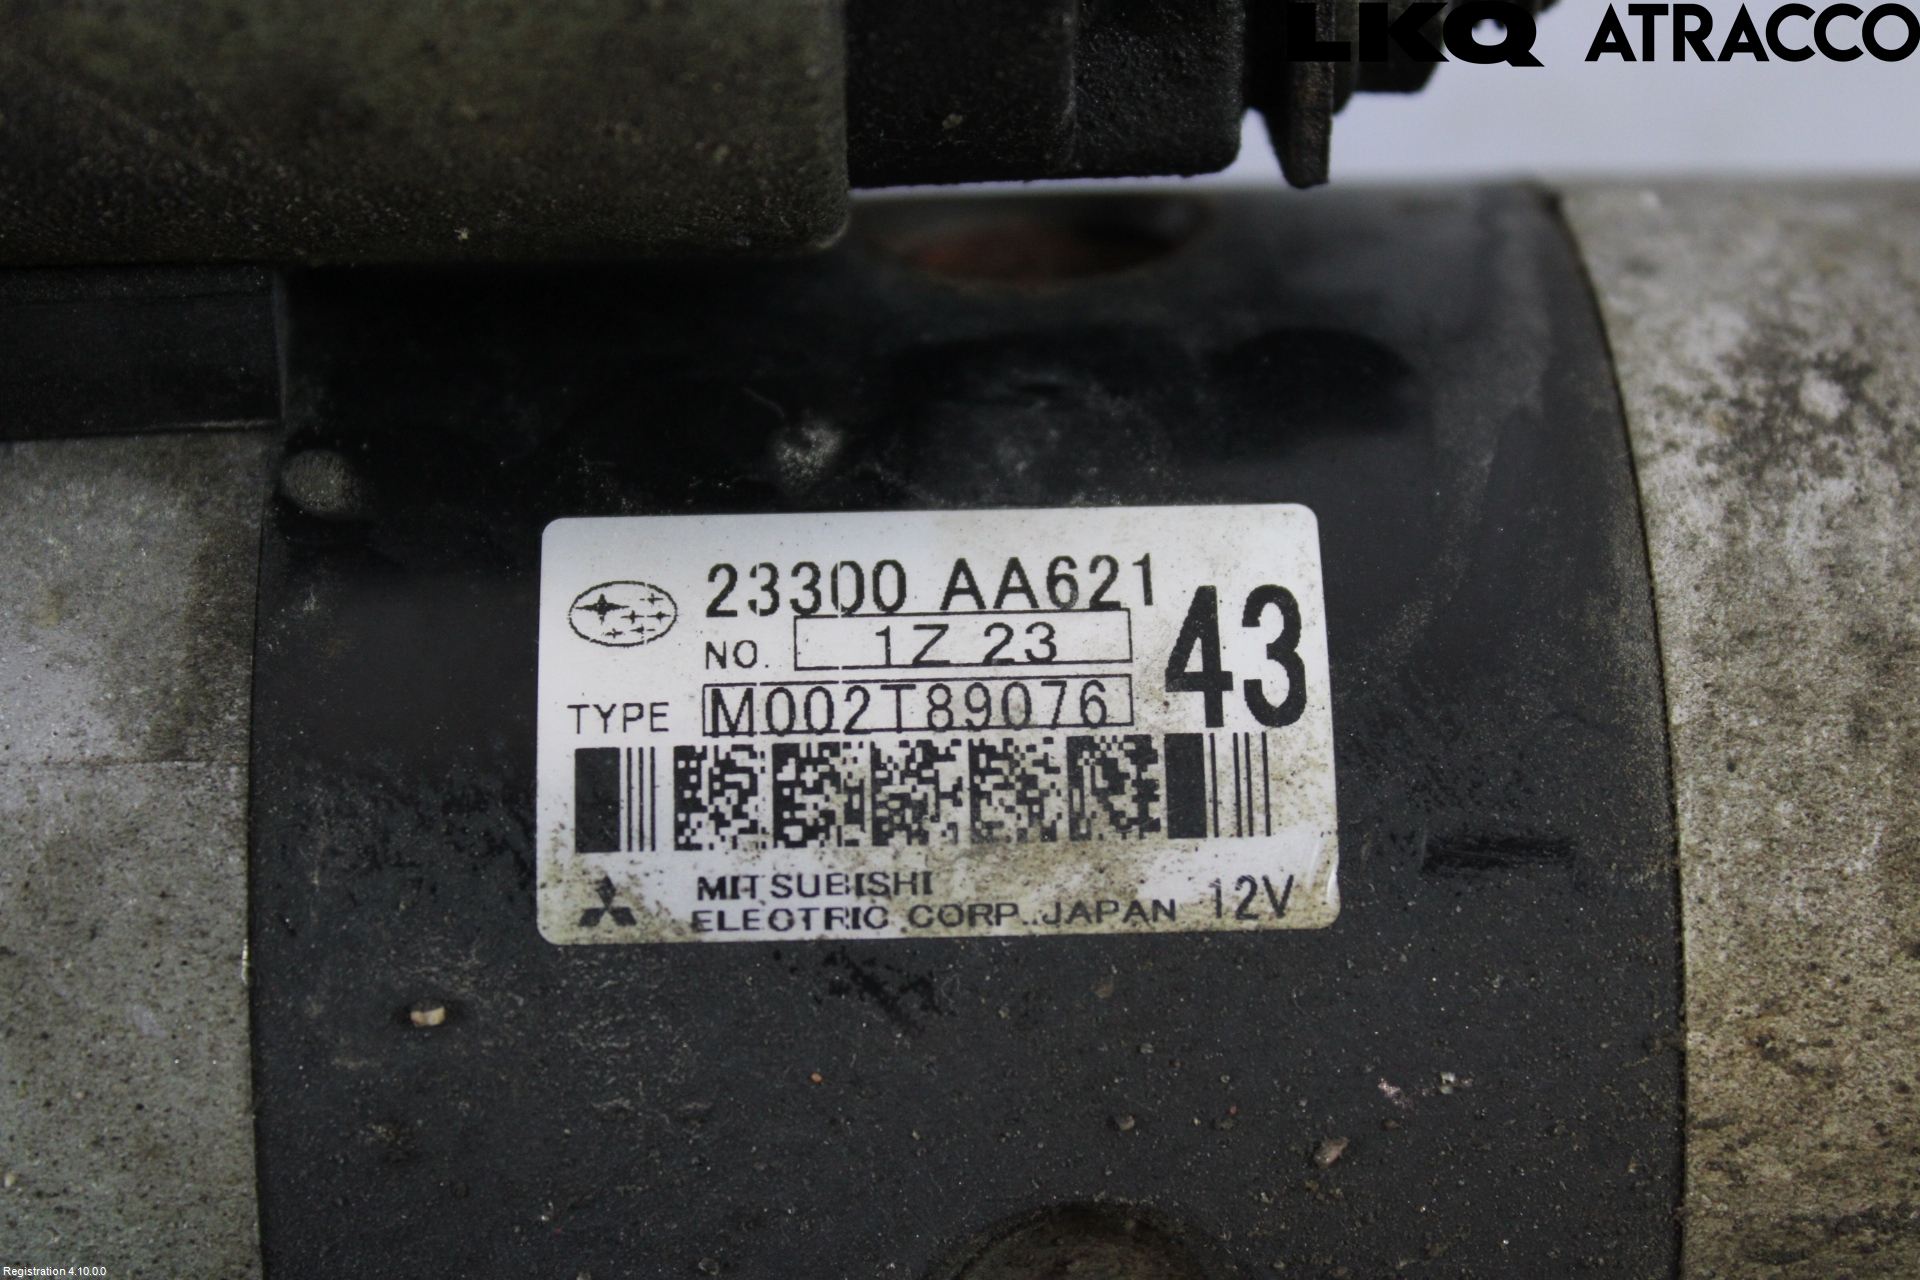 LKQ ATRACCO
23300 AA621
NO. 1Z 23
43
TYPE M002T89076
MITSUBISHI
ELECTRIC CORP. JAPAN 12V
Registration 4.10.0.0